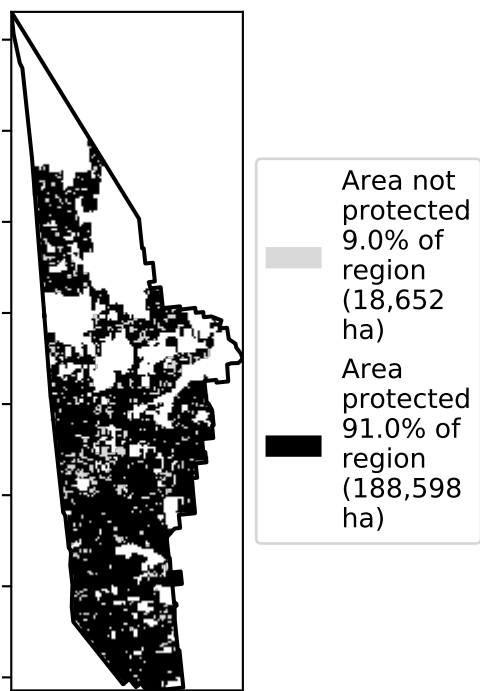 Area not
protected
9.0% of
region
(18,652
ha)
Area
protected
91.0% of
region
(188,598
ha)